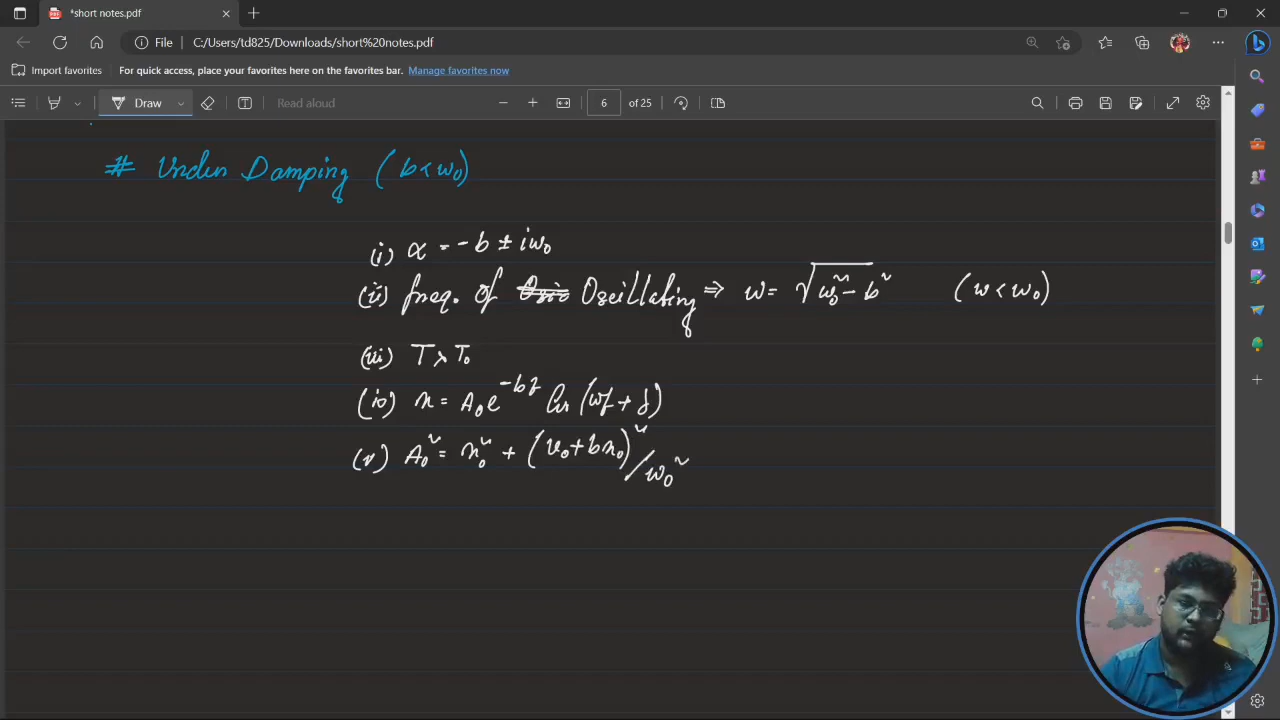 *short notes.pdf
File C:/Users/td825/Downloads/short%20notes.pdf
Import favorites For quick access, place your favorites here on the favorites bar. Manage favorites now
Draw Read aloud 6 of 25
# Under Damping (b<ω₀)
(i) α = -b ± iω₀
(ii) freq. of Oscillating ⇒ ω = √ω₀² - b² (ω < ω₀)
(iii) T > T₀
(iv) x = A₀e^-bt cos (ωt + δ)
(v) A₀² = x₀² + (v₀+bx₀)²/ω₀²